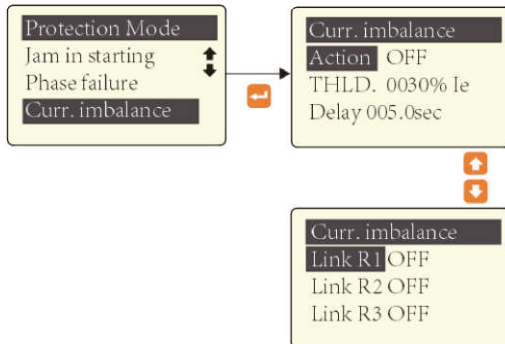 Protection Mode
Jam in starting
Phase failure
Curr. imbalance
Curr. imbalance
Action OFF
THLD. 0030% Ie
Delay 005.0sec
Curr. imbalance
Link R1 OFF
Link R2 OFF
Link R3 OFF